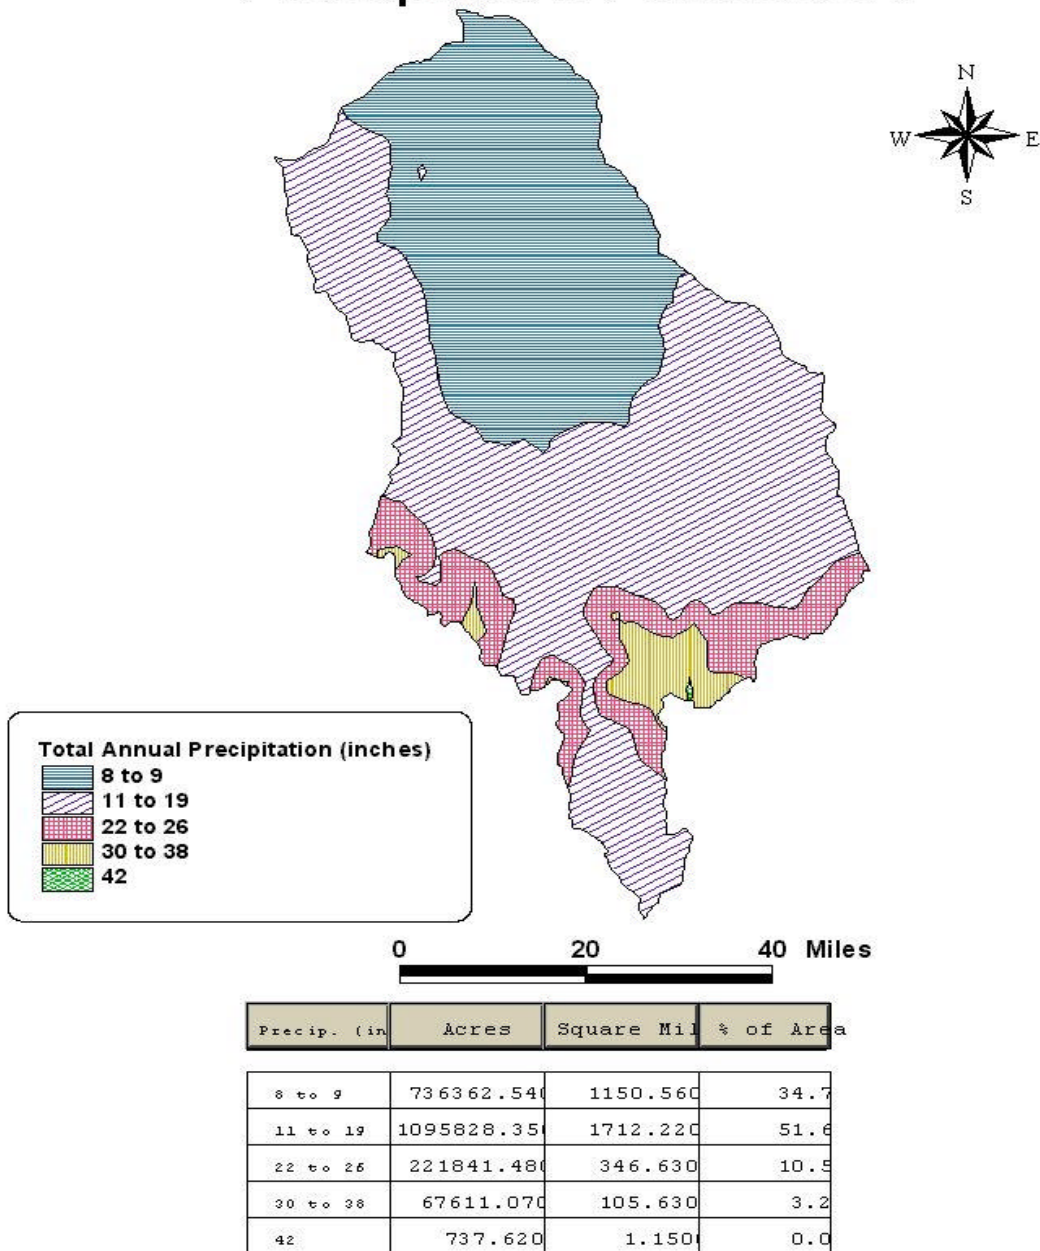 N
W E
S
Total Annual Precipitation (inches)
8 to 9
11 to 19
22 to 26
30 to 38
42
0 20 40 Miles
Precip. (in Acres Square Mil % of Area
8 to 9 736362.540 1150.560 34.7
11 to 19 1095828.350 1712.220 51.6
22 to 26 221841.480 346.630 10.5
30 to 38 67611.070 105.630 3.2
42 737.620 1.150 0.0